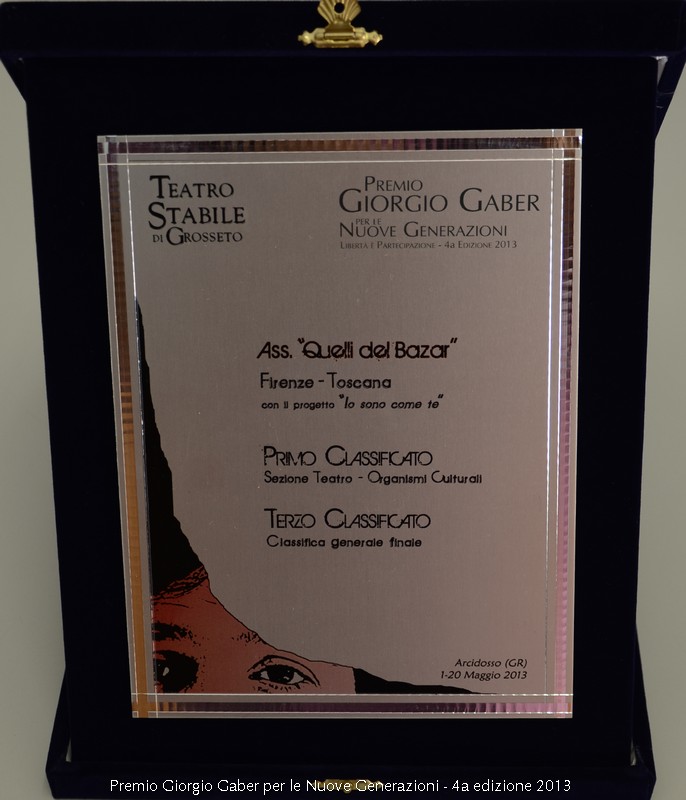 TEATRO
STABILE
DI GROSSETO
PREMIO
GIORGIO GABER
PER LE
NUOVE GENERAZIONI
LIBERTÀ È PARTECIPAZIONE - 4A EDIZIONE 2013
Ass. "Quelli del Bazar"
Firenze - Toscana
con il progetto "Io sono come te"
PRIMO CLASSIFICATO
Sezione Teatro - Organismi Culturali
TERZO CLASSIFICATO
Classifica generale finale
Arcidosso (GR)
1-20 Maggio 2013
Premio Giorgio Gaber per le Nuove Generazioni - 4a edizione 2013